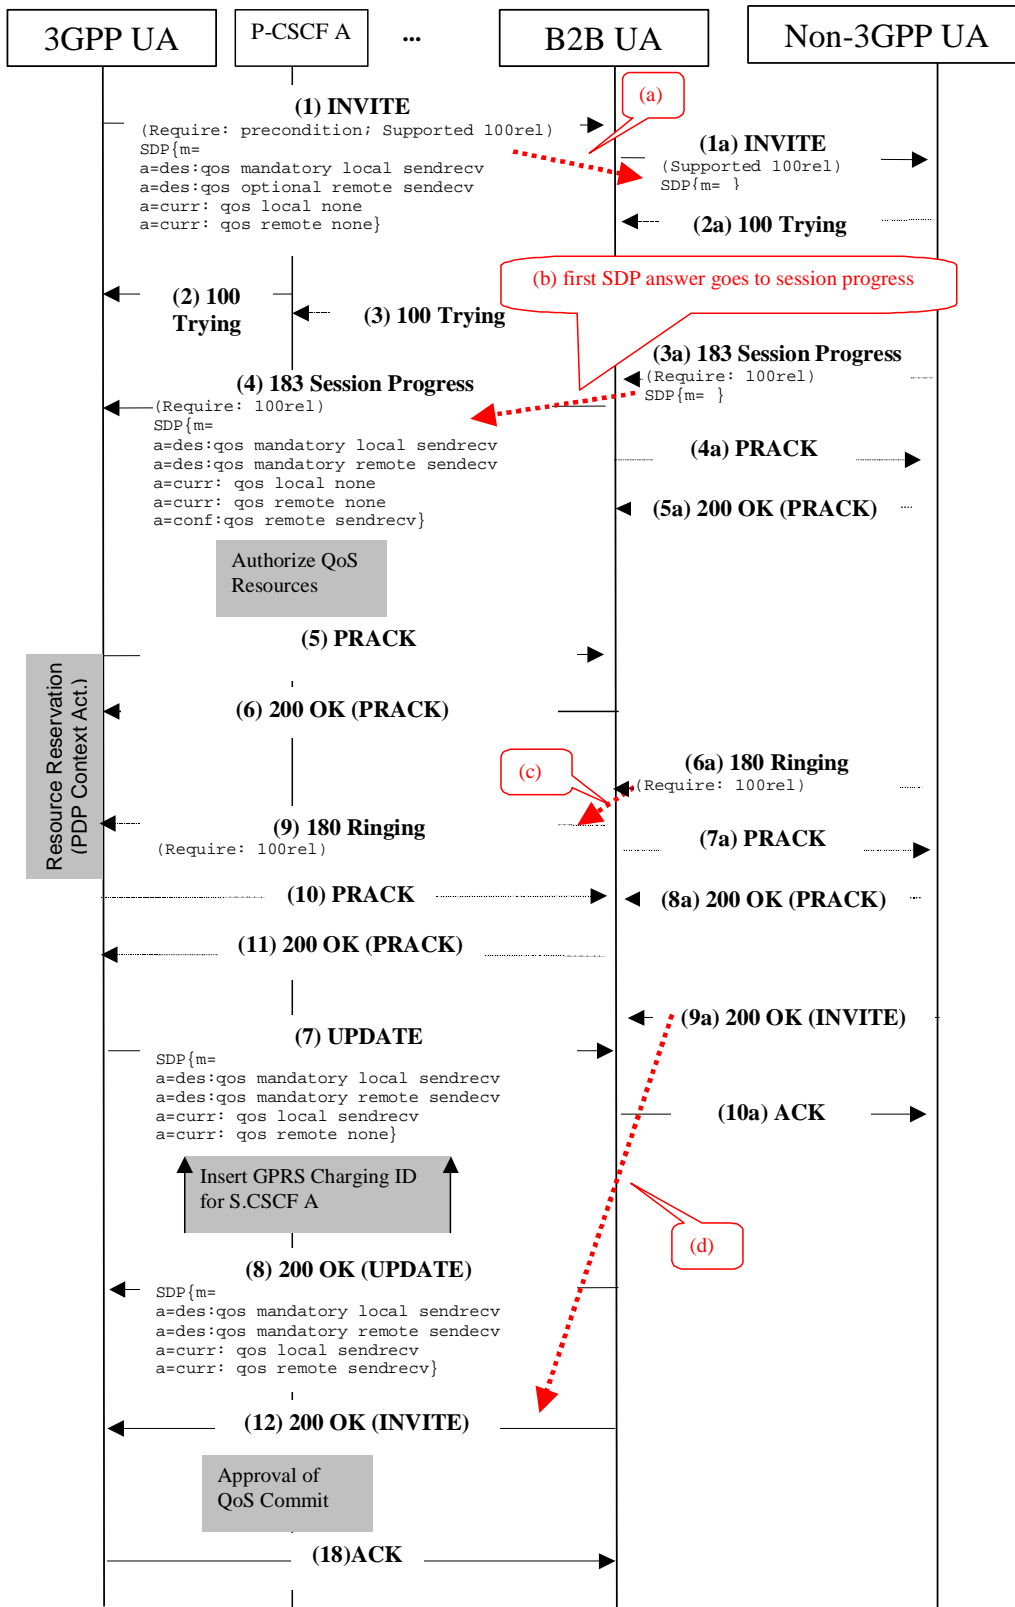 3GPP UA
P-CSCF A
...
B2B UA
Non-3GPP UA
(a)
(1) INVITE
(Require: precondition; Supported 100rel)
SDP{m=
a=des:qos mandatory local sendrecv
a=des:qos optional remote sendecv
a=curr: qos local none
a=curr: qos remote none}
(1a) INVITE
(Supported 100rel)
SDP{m= }
(2a) 100 Trying
(b) first SDP answer goes to session progress
(2) 100
Trying
(3) 100 Trying
(3a) 183 Session Progress
(Require: 100rel)
SDP{m= }
(4) 183 Session Progress
(Require: 100rel)
SDP{m=
a=des:qos mandatory local sendrecv
a=des:qos mandatory remote sendecv
a=curr: qos local none
a=curr: qos remote none
a=conf:qos remote sendrecv}
(4a) PRACK
(5a) 200 OK (PRACK)
Authorize QoS
Resources
(5) PRACK
Resource Reservation
(PDP Context Act.)
(6) 200 OK (PRACK)
(6a) 180 Ringing
(Require: 100rel)
(c)
(9) 180 Ringing
(Require: 100rel)
(7a) PRACK
(10) PRACK
(8a) 200 OK (PRACK)
(11) 200 OK (PRACK)
(9a) 200 OK (INVITE)
(7) UPDATE
SDP{m=
a=des:qos mandatory local sendrecv
a=des:qos mandatory remote sendecv
a=curr: qos local sendrecv
a=curr: qos remote none}
(10a) ACK
Insert GPRS Charging ID
for S.CSCF A
(d)
(8) 200 OK (UPDATE)
SDP{m=
a=des:qos mandatory local sendrecv
a=des:qos mandatory remote sendecv
a=curr: qos local sendrecv
a=curr: qos remote sendrecv}
(12) 200 OK (INVITE)
Approval of
QoS Commit
(18)ACK